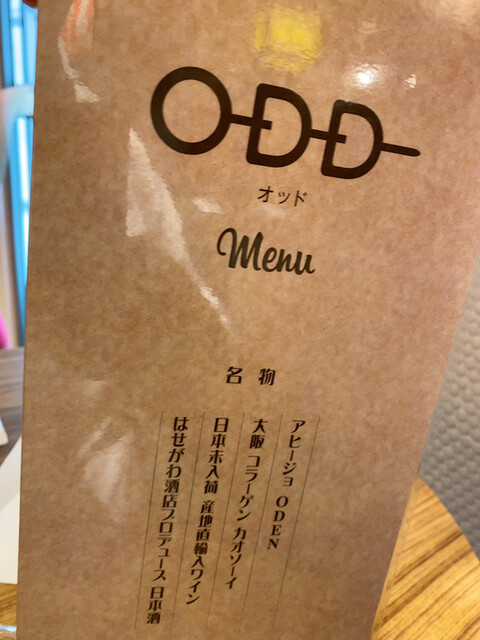 ODD
オッド
Menu
名物
アヒージョ ODEN
大阪 コラーゲン カオソーイ
日本未入荷 産地直輸入ワイン
はせがわ酒店プロデュース 日本酒